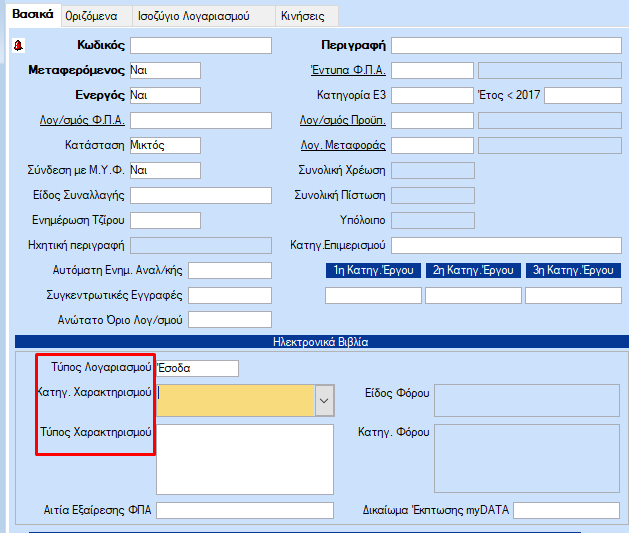 Βασικά Οριζόμενα Ισοζύγιο Λογαριασμού Κινήσεις
Κωδικός Περιγραφή
Μεταφερόμενος Ναι Έντυπα Φ.Π.Α.
Ενεργός Ναι Κατηγορία Ε3 Έτος < 2017
Λογ/σμός Φ.Π.Α. Λογ/σμός Προϋπ.
Κατάσταση Μικτός Λογ. Μεταφοράς
Σύνδεση με Μ.Υ.Φ. Ναι Συνολική Χρέωση
Είδος Συναλλαγής Συνολική Πίστωση
Ενημέρωση Τζίρου Υπόλοιπο
Ηχητική περιγραφή Κατηγ.Επιμερισμού
Αυτόματη Ενημ. Αναλ/κής 1η Κατηγ.Έργου 2η Κατηγ.Έργου 3η Κατηγ.Έργου
Συγκεντρωτικές Εγγραφές
Ανώτατο Όριο Λογ/σμού
Ηλεκτρονικά Βιβλία
Τύπος Λογαριασμού Έσοδα
Κατηγ. Χαρακτηρισμού Είδος Φόρου
Τύπος Χαρακτηρισμού Κατηγ. Φόρου
Αιτία Εξαίρεσης ΦΠΑ Δικαίωμα Έκπτωσης myDATA